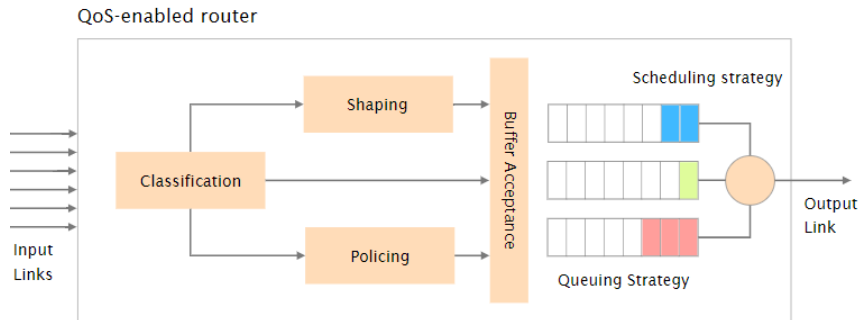 QoS-enabled router
Scheduling strategy
Shaping
Buffer Acceptance
Classification
Output
Link
Input
Links
Policing
Queuing Strategy